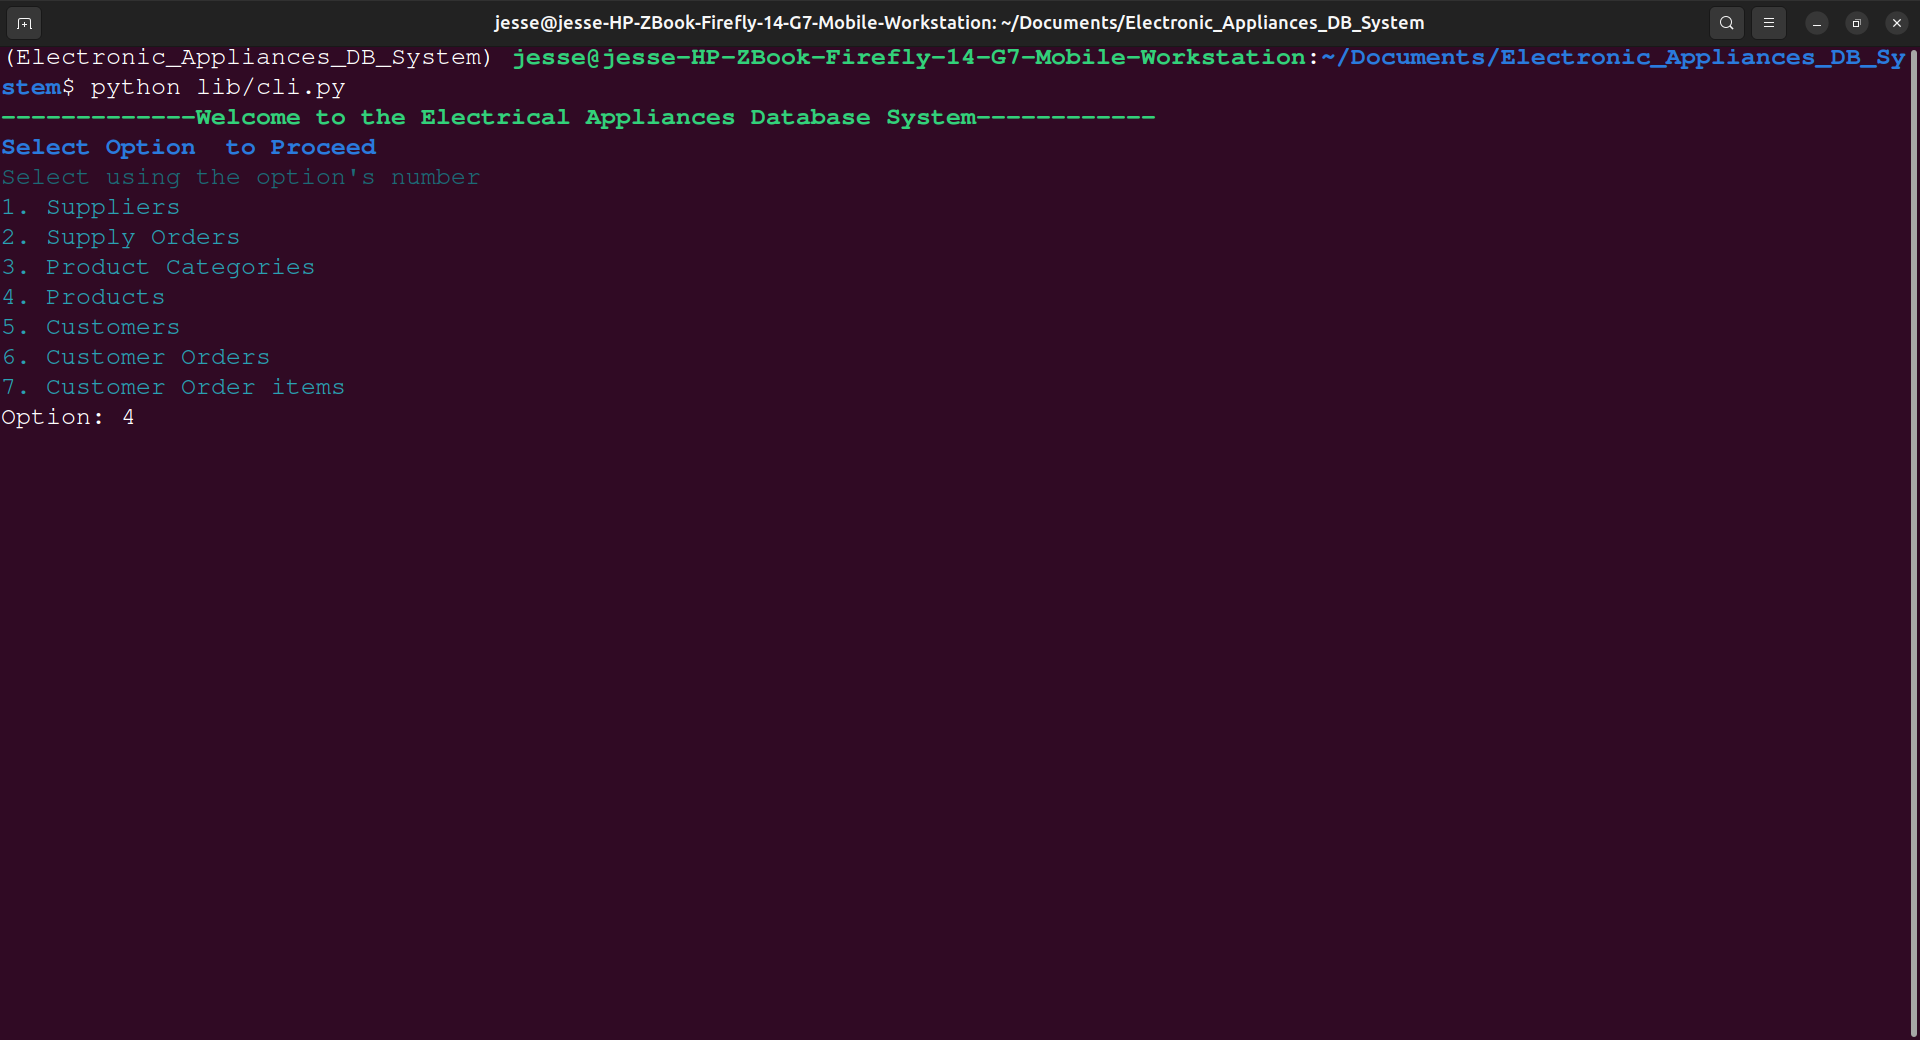 jesse@jesse-HP-ZBook-Firefly-14-G7-Mobile-Workstation: ~/Documents/Electronic_Appliances_DB_System
(Electronic_Appliances_DB_System) jesse@jesse-HP-ZBook-Firefly-14-G7-Mobile-Workstation:~/Documents/Electronic_Appliances_DB_Sy
stem$ python lib/cli.py
-------------Welcome to the Electrical Appliances Database System------------
Select Option  to Proceed
Select using the option's number
1. Suppliers
2. Supply Orders
3. Product Categories
4. Products
5. Customers
6. Customer Orders
7. Customer Order items
Option: 4